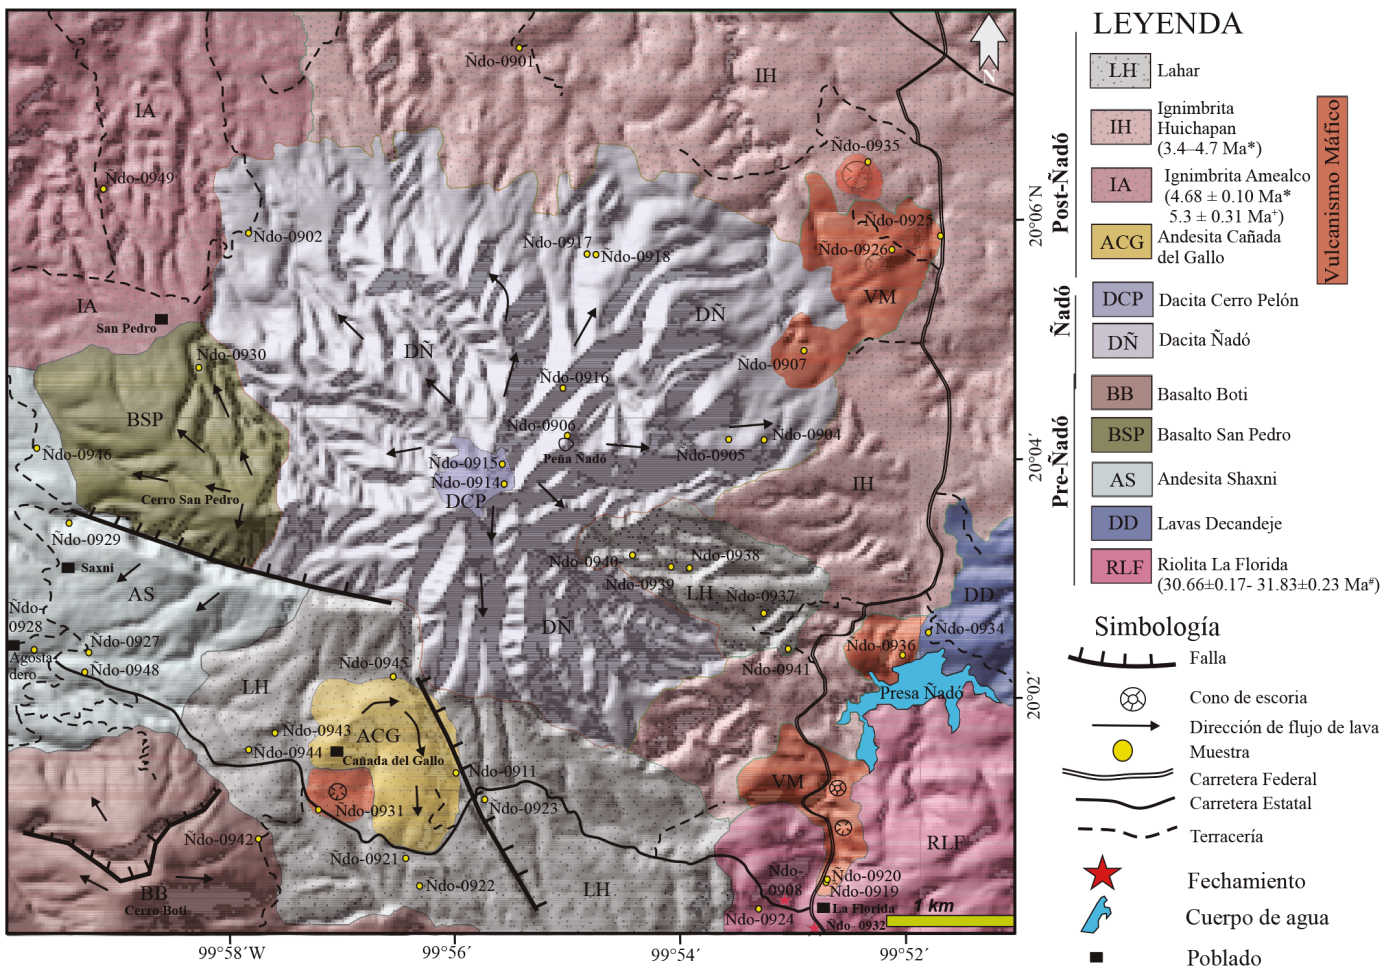 LEYENDA
LH
Lahar
IH
Ignimbrita
Huichapan
(3.4–4.7 Ma*)
IA
Ignimbrita Amealco
(4.68 ± 0.10 Ma*
5.3 ± 0.31 Ma⁺)
ACG
Andesita Cañada
del Gallo
DCP
Dacita Cerro Pelón
DÑ
Dacita Ñadó
BB
Basalto Boti
BSP
Basalto San Pedro
AS
Andesita Shaxni
DD
Lavas Decandeje
RLF
Riolita La Florida
(30.66±0.17- 31.83±0.23 Ma#)
Post-Ñadó
Ñadó
Pre-Ñadó
Vulcanismo Máfico
Simbología
Falla
Cono de escoria
Dirección de flujo de lava
Muestra
Carretera Federal
Carretera Estatal
Terracería
Fechamiento
Cuerpo de agua
Poblado
N
Ñdo-0901
IH
IA
Ñdo-0935
Ñdo-0949
Ñdo-0925
Ñdo-0902
Ñdo-0917
Ñdo-0918
Ñdo-0926
VM
IA
San Pedro
DÑ
DÑ
Ñdo-0930
Ñdo-0907
Ñdo-0916
BSP
Ñdo-0906
Ñdo-0904
Ñdo-0946
Ñdo-0915
Peña Ñadó
Ñdo-0905
Ñdo-0914
IH
Cerro San Pedro
DCP
Ñdo-0929
Ñdo-0940
Ñdo-0938
Saxni
Ñdo-0939
LH
AS
Ñdo-0937
DD
Ñdo-
0928
DÑ
Ñdo-0934
Ñdo-0927
Ñdo-0936
Agosta-
dero
Ñdo-0948
Ñdo-0945
Ñdo-0941
LH
Presa Ñadó
Ñdo-0943
ACG
Ñdo-0944
Cañada del Gallo
Ñdo-0911
VM
Ñdo-0931
Ñdo-0923
Ñdo-0942
RLF
Ñdo-0921
Ñdo-
0908
Ñdo-0920
Ñdo-0922
LH
Ñdo-0919
BB
Cerro Boti
Ñdo-0924
La Florida
1 km
Ñdo- 0932
20°06´N
20°04´
20°02´
99°58'W
99°56'
99°54'
99°52'